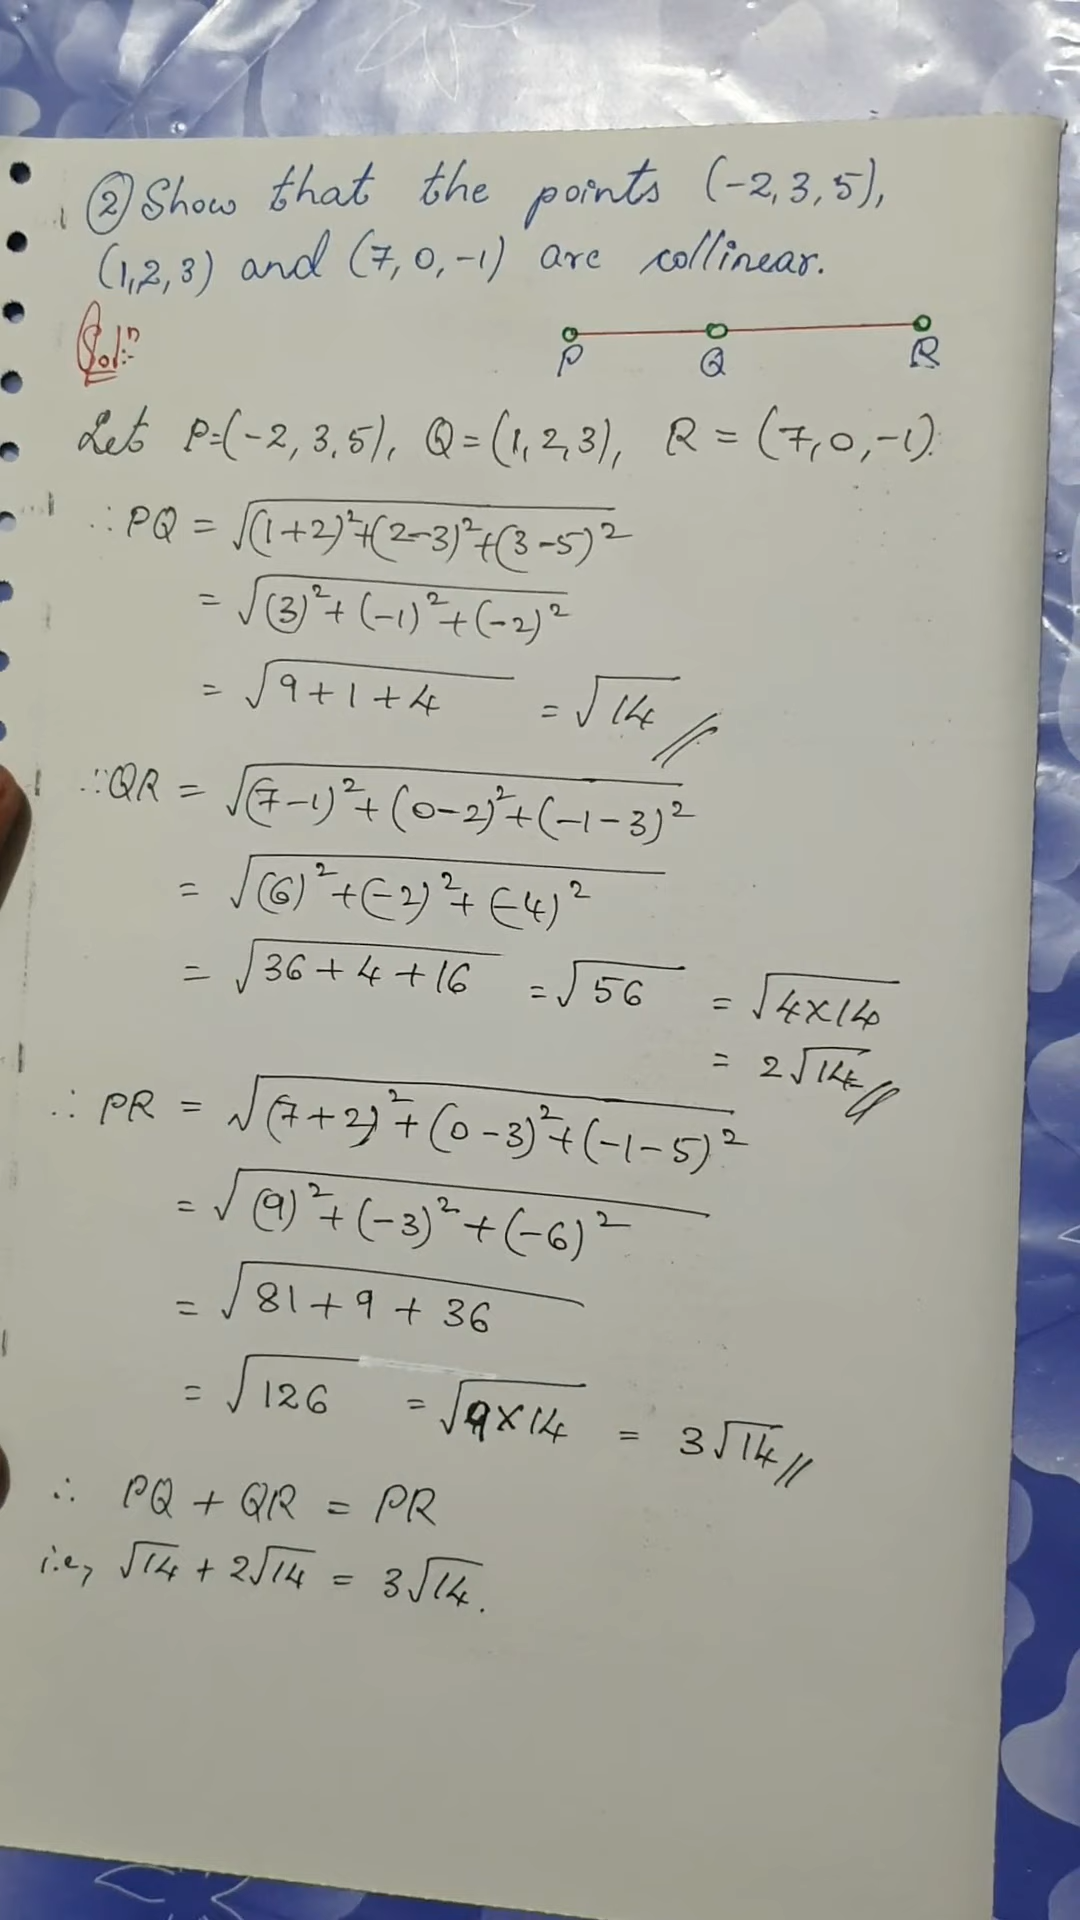 ② Show that the points (-2,3,5),
(1,2,3) and (7,0,-1) are collinear.
Solⁿ:-
P Q R
Let P=(-2,3,5), Q=(1,2,3), R=(7,0,-1).
∴ PQ = √((1+2)²+(2-3)²+(3-5)²)
= √((3)²+(-1)²+(-2)²)
= √(9+1+4) = √14 //
∴ QR = √((7-1)²+(0-2)²+(-1-3)²)
= √((6)²+(-2)²+(-4)²)
= √(36+4+16) = √56 = √(4×14)
= 2√14 //
∴ PR = √((7+2)²+(0-3)²+(-1-5)²)
= √((9)²+(-3)²+(-6)²)
= √(81+9+36)
= √126 = √(9×14) = 3√14 //
∴ PQ + QR = PR
i.e, √14 + 2√14 = 3√14.